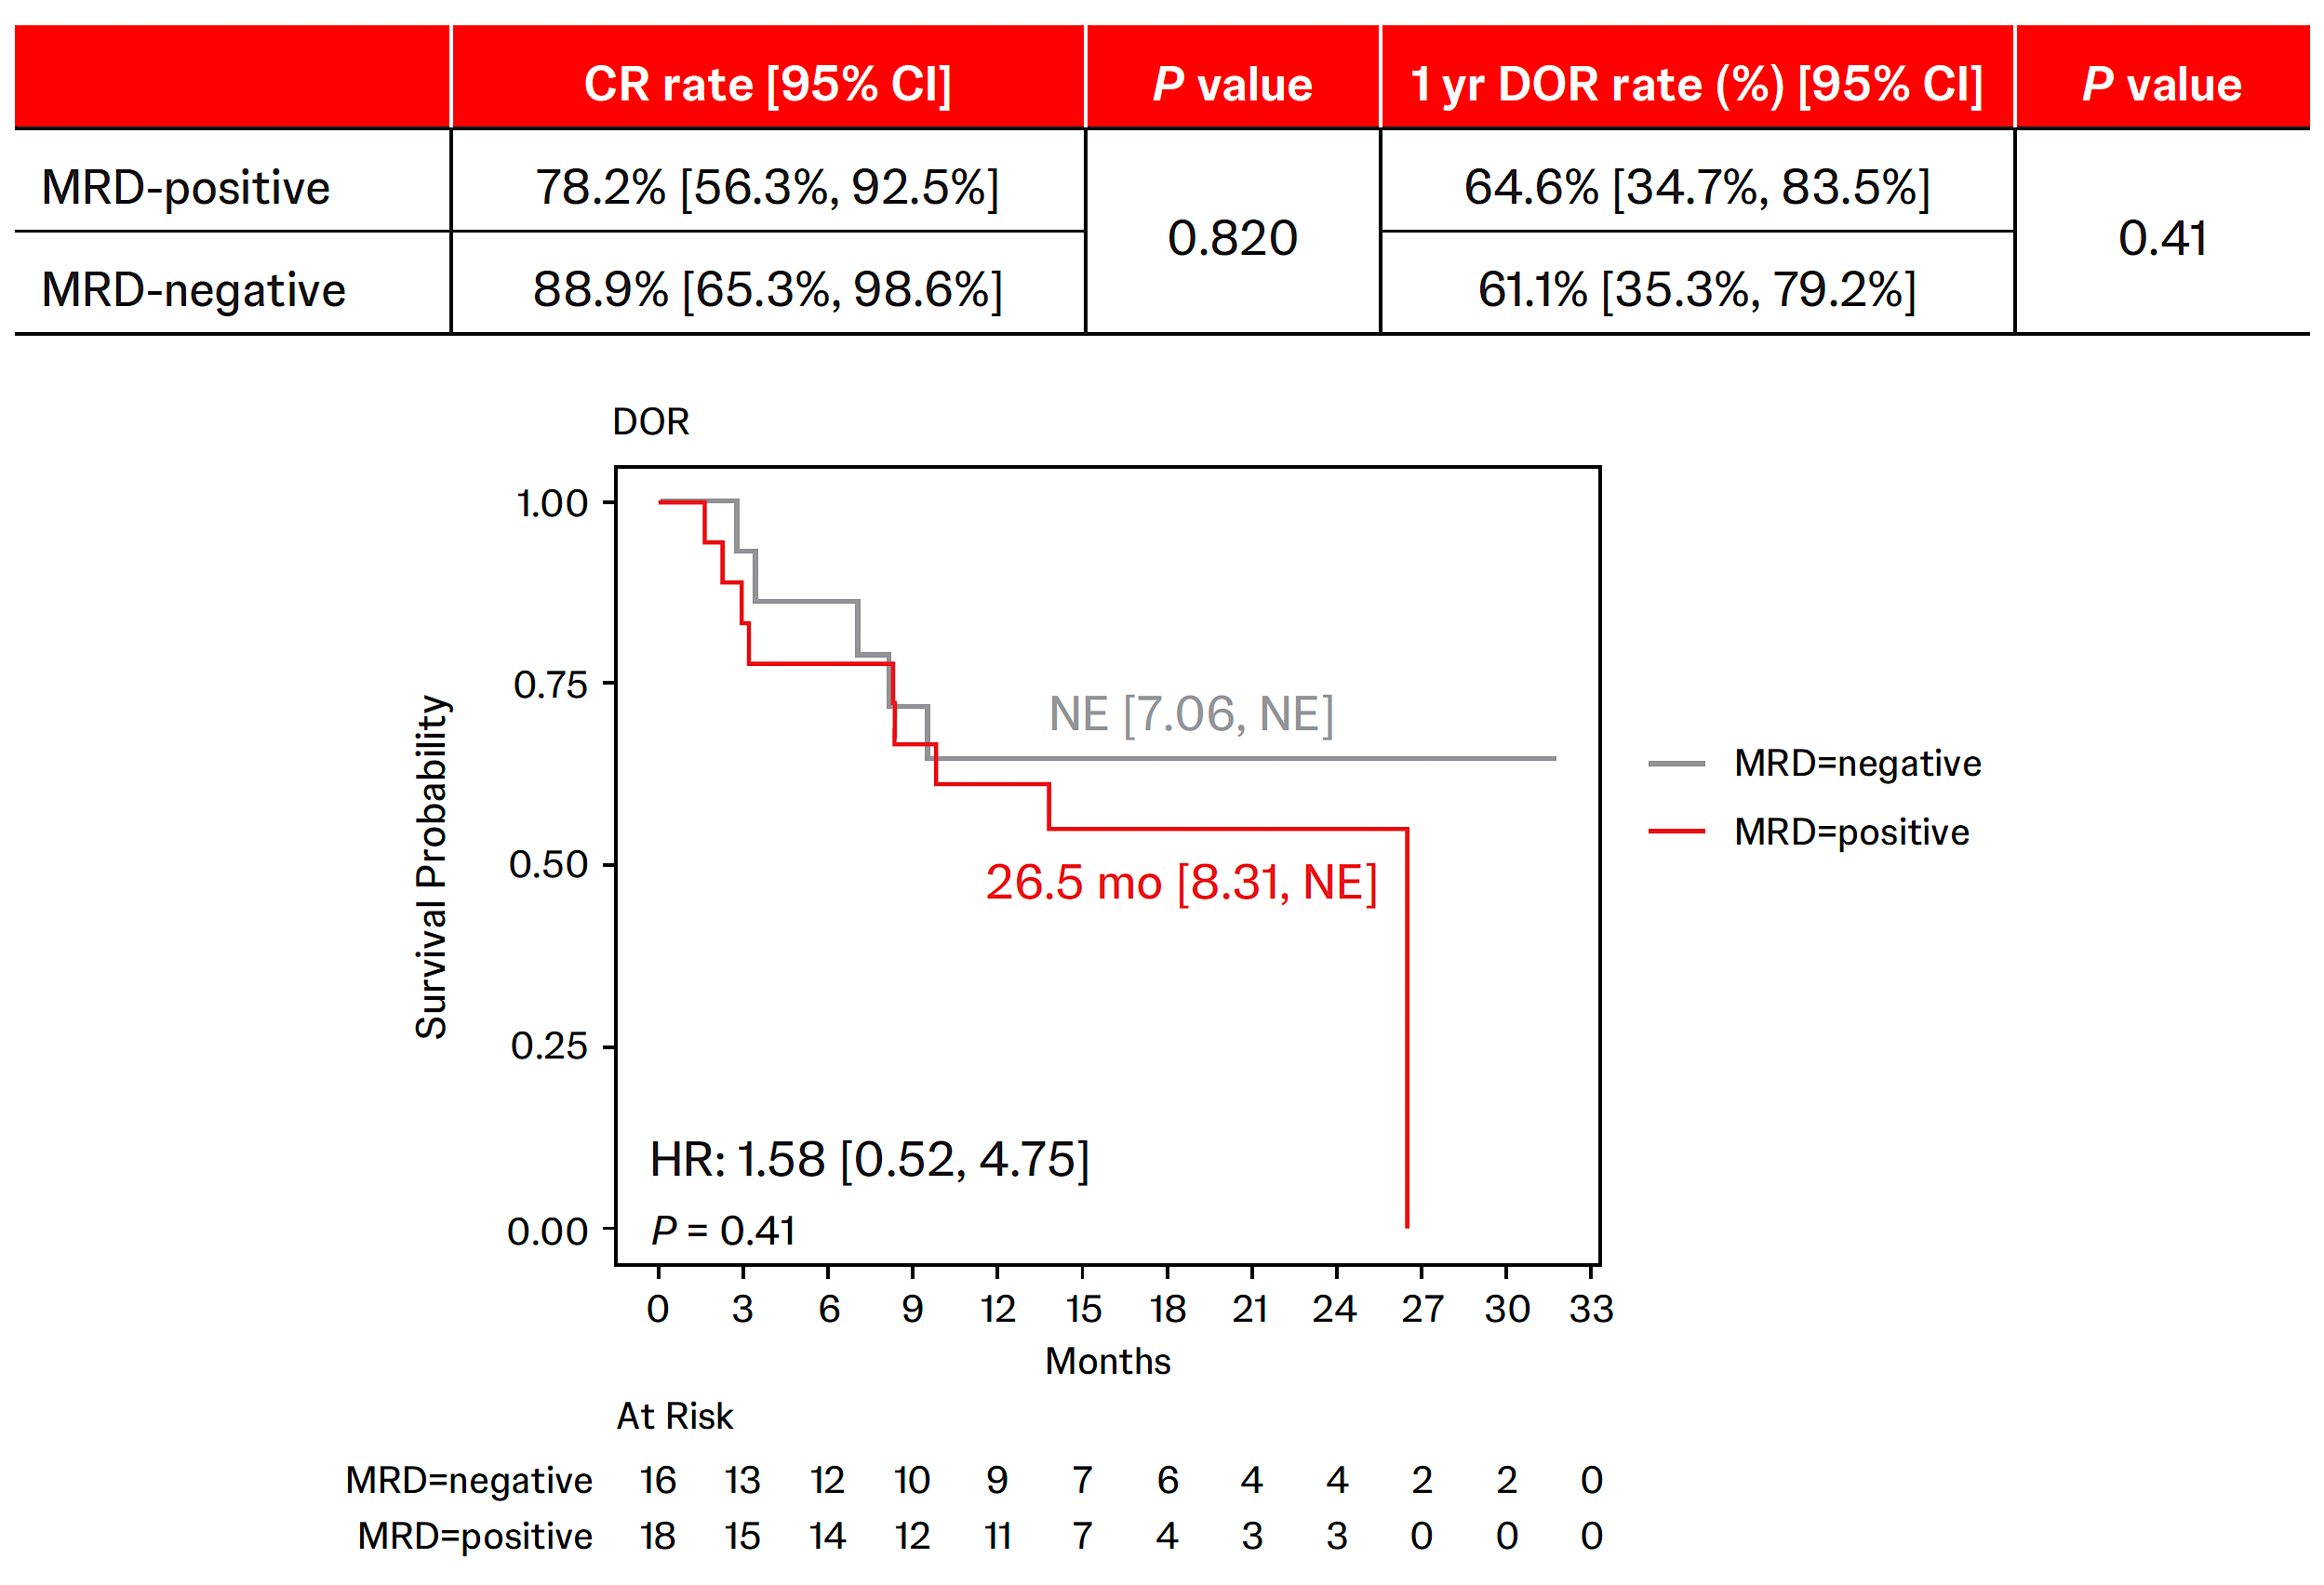 CR rate [95% CI] P value 1 yr DOR rate (%) [95% CI] P value
MRD-positive 78.2% [56.3%, 92.5%] 0.820 64.6% [34.7%, 83.5%] 0.41
MRD-negative 88.9% [65.3%, 98.6%] 61.1% [35.3%, 79.2%]
DOR
1.00
0.75
0.50
0.25
0.00
Survival Probability
NE [7.06, NE]
26.5 mo [8.31, NE]
HR: 1.58 [0.52, 4.75]
P = 0.41
MRD=negative
MRD=positive
0 3 6 9 12 15 18 21 24 27 30 33
Months
At Risk
MRD=negative 16 13 12 10 9 7 6 4 4 2 2 0
MRD=positive 18 15 14 12 11 7 4 3 3 0 0 0